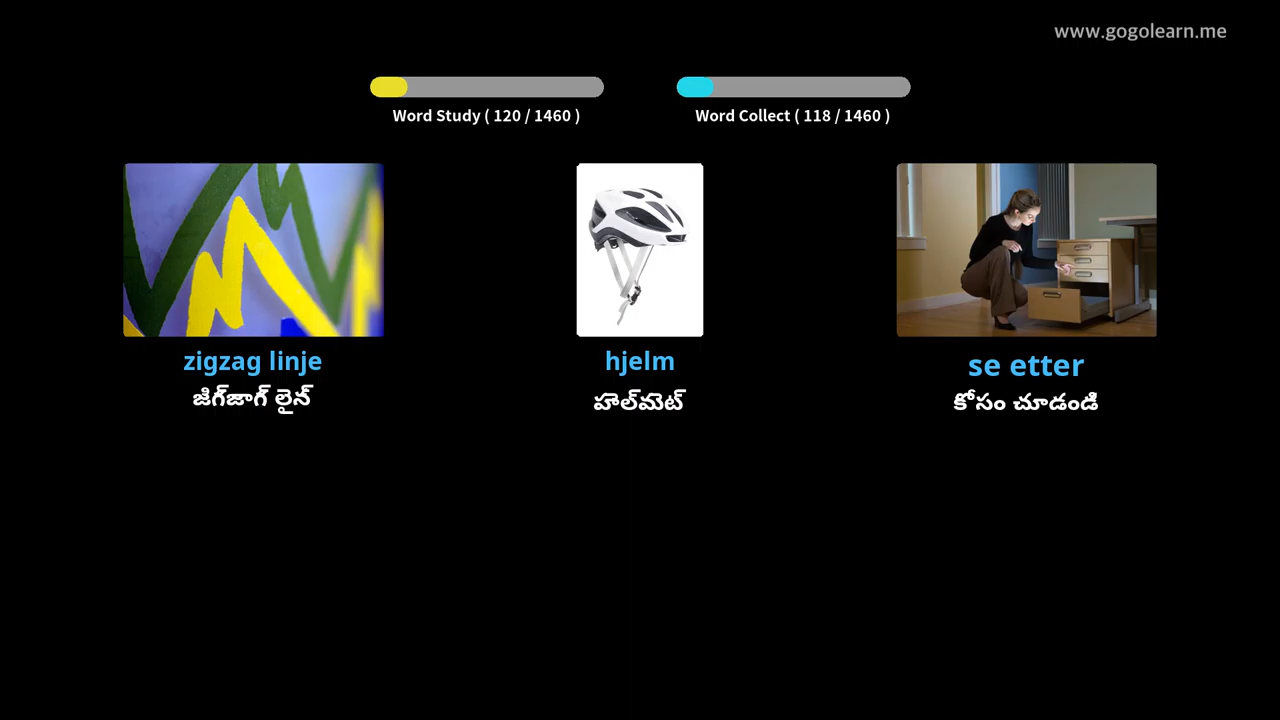 www.gogolearn.me
Word Study ( 120 / 1460 )
Word Collect ( 118 / 1460 )
zigzag linje
hjelm
se etter
జిగ్‌జాగ్ లైన్
హెల్మెట్
కోసం చూడండి